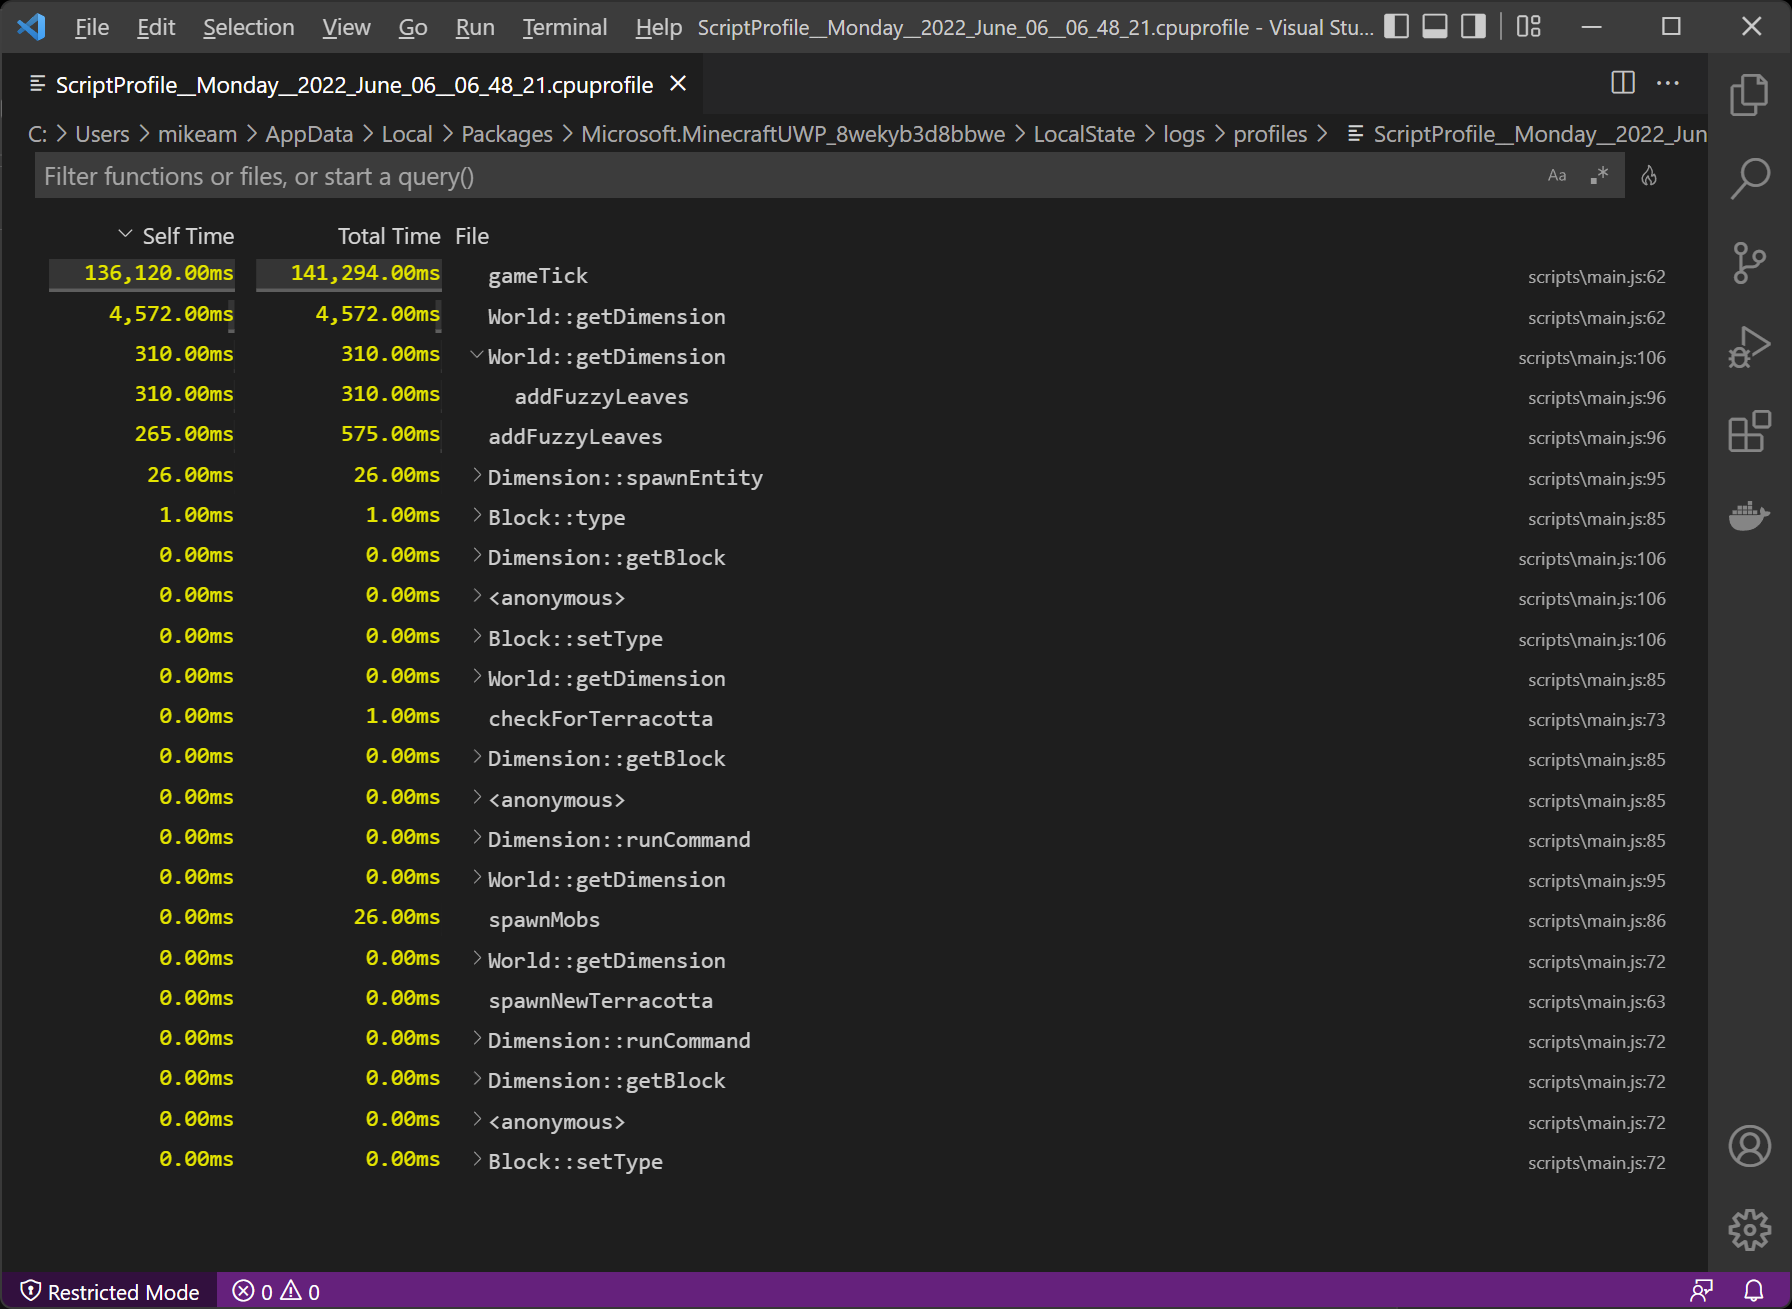 File Edit Selection View Go Run Terminal Help ScriptProfile__Monday__2022_June_06__06_48_21.cpuprofile - Visual Stu...
ScriptProfile__Monday__2022_June_06__06_48_21.cpuprofile
C: > Users > mikeam > AppData > Local > Packages > Microsoft.MinecraftUWP_8wekyb3d8bbwe > LocalState > logs > profiles > ScriptProfile__Monday__2022_Jun
Filter functions or files, or start a query() Aa .*
Self Time Total Time File
136,120.00ms 141,294.00ms gameTick scripts\main.js:62
4,572.00ms 4,572.00ms World::getDimension scripts\main.js:62
310.00ms 310.00ms World::getDimension scripts\main.js:106
310.00ms 310.00ms addFuzzyLeaves scripts\main.js:96
265.00ms 575.00ms addFuzzyLeaves scripts\main.js:96
26.00ms 26.00ms Dimension::spawnEntity scripts\main.js:95
1.00ms 1.00ms Block::type scripts\main.js:85
0.00ms 0.00ms Dimension::getBlock scripts\main.js:106
0.00ms 0.00ms <anonymous> scripts\main.js:106
0.00ms 0.00ms Block::setType scripts\main.js:106
0.00ms 0.00ms World::getDimension scripts\main.js:85
0.00ms 1.00ms checkForTerracotta scripts\main.js:73
0.00ms 0.00ms Dimension::getBlock scripts\main.js:85
0.00ms 0.00ms <anonymous> scripts\main.js:85
0.00ms 0.00ms Dimension::runCommand scripts\main.js:85
0.00ms 0.00ms World::getDimension scripts\main.js:95
0.00ms 26.00ms spawnMobs scripts\main.js:86
0.00ms 0.00ms World::getDimension scripts\main.js:72
0.00ms 0.00ms spawnNewTerracotta scripts\main.js:63
0.00ms 0.00ms Dimension::runCommand scripts\main.js:72
0.00ms 0.00ms Dimension::getBlock scripts\main.js:72
0.00ms 0.00ms <anonymous> scripts\main.js:72
0.00ms 0.00ms Block::setType scripts\main.js:72
Restricted Mode 0 0